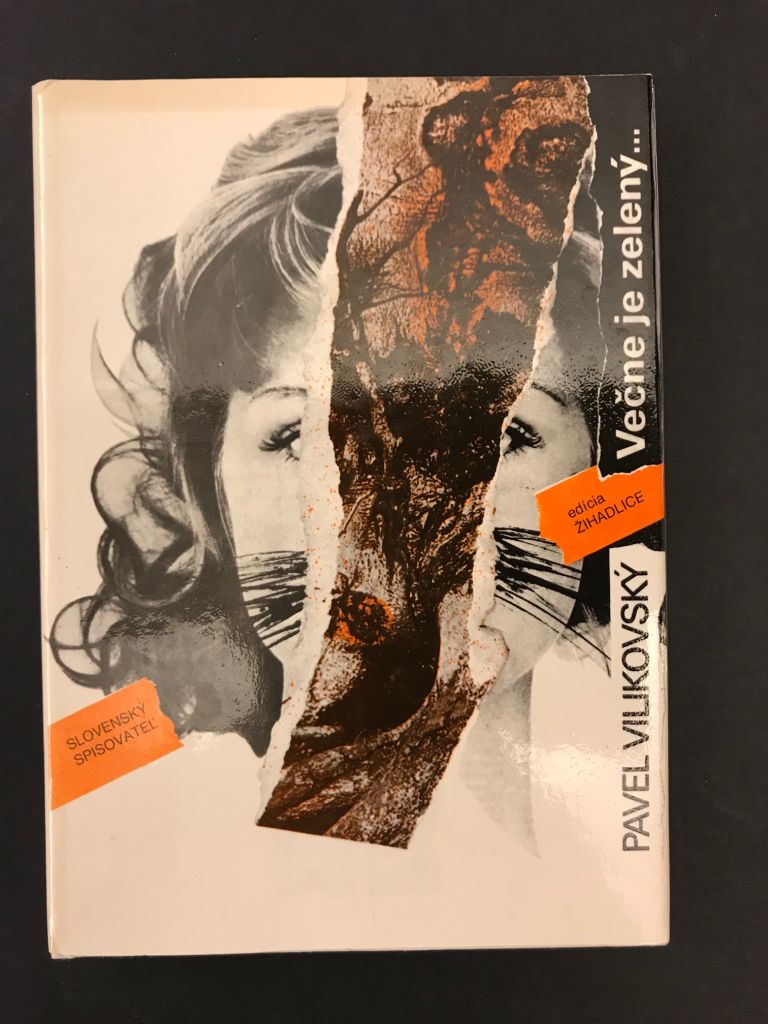 PAVEL VILIKOVSKÝ
Večne je zelený...
edícia
ŽIHADLICE
SLOVENSKÝ
SPISOVATEĽ